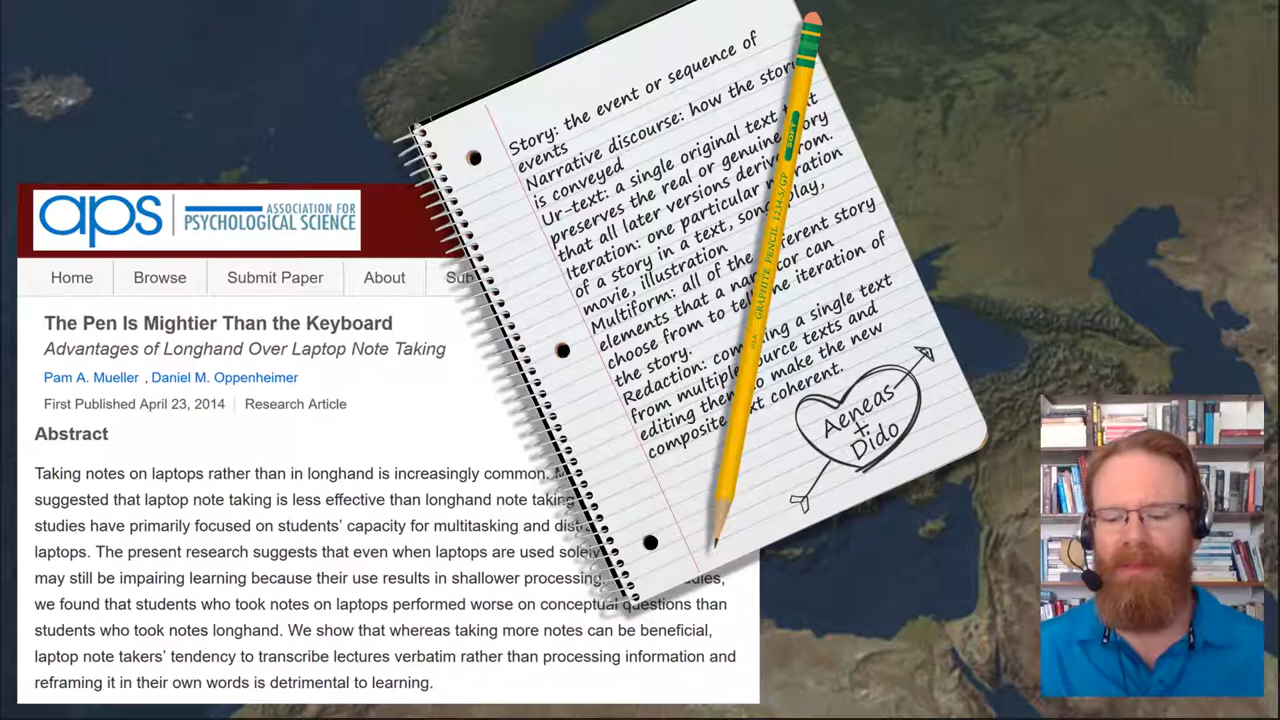 aps
ASSOCIATION FOR
PSYCHOLOGICAL SCIENCE
Home
Browse
Submit Paper
About
Sub
The Pen Is Mightier Than the Keyboard
Advantages of Longhand Over Laptop Note Taking
Pam A. Mueller , Daniel M. Oppenheimer
First Published April 23, 2014
Research Article
Abstract
Taking notes on laptops rather than in longhand is increasingly common.
suggested that laptop note taking is less effective than longhand note taking
studies have primarily focused on students' capacity for multitasking and
laptops. The present research suggests that even when laptops are used
may still be impairing learning because their use results in shallower processing.
we found that students who took notes on laptops performed worse on conceptual questions than
students who took notes longhand. We show that whereas taking more notes can be beneficial,
laptop note takers' tendency to transcribe lectures verbatim rather than processing information and
reframing it in their own words is detrimental to learning.
Story: the event or sequence of
events
Narrative discourse: how the story
is conveyed
Ur-text: a single original text
preserves the real or genuine story
that all later versions derive from.
Iteration: one particular
of a story in a text, song, play,
movie, illustration
Multiform: all of the different story
elements that a narrator can
choose from to tell the iteration of
the story.
Redaction: combining a single text
from multiple source texts and
editing them to make the new
composite text coherent.
Aeneas
+
Dido
SOFT
USA GRAPHITE PENCIL 1234-S/GP